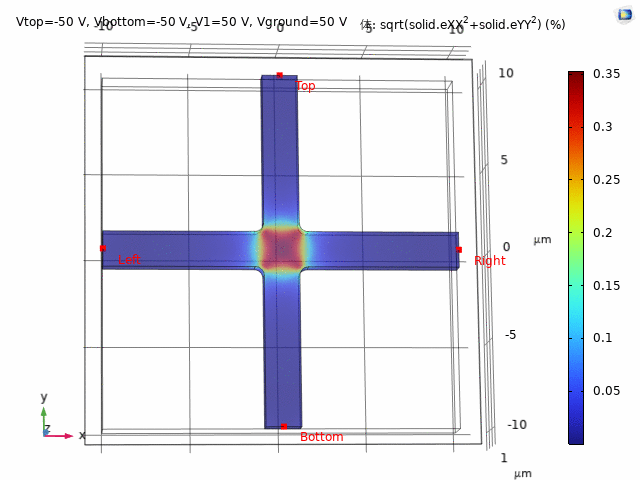 Vtop=-50 V, Vbottom=-50 V, V1=50 V, Vground=50 V 体: sqrt(solid.eXX²+solid.eYY²) (%)
-10 -5 0 5 10
Top
Left
Right
Bottom
10
5
0 μm
-5
-10
1
μm
y
z x
0.35
0.3
0.25
0.2
0.15
0.1
0.05